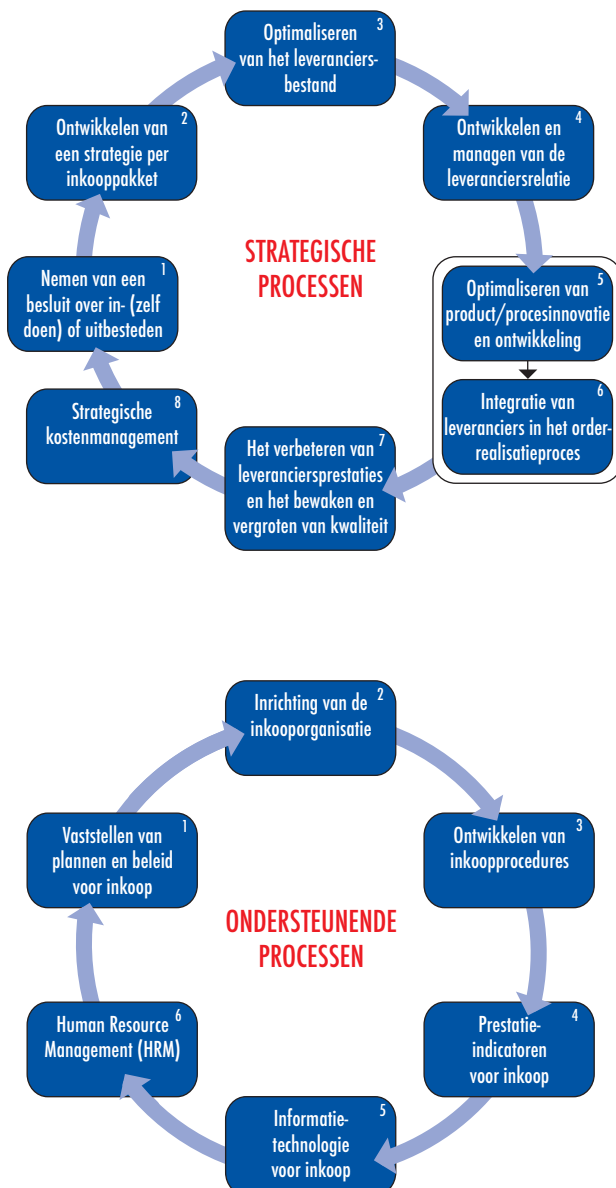 Nemen van een 1
besluit over in- (zelf
doen) of uitbesteden
Ontwikkelen van 2
een strategie per
inkooppakket
Optimaliseren 3
van het leveranciers-
bestand
Ontwikkelen en 4
managen van de
leveranciersrelatie
STRATEGISCHE
PROCESSEN
Optimaliseren van 5
product/procesinnovatie
en ontwikkeling
Integratie van 6
leveranciers in het order-
realisatieproces
Het verbeteren van 7
leveranciersprestaties
en het bewaken en
vergroten van kwaliteit
Strategische 8
kostenmanagement
Vaststellen van 1
plannen en beleid
voor inkoop
Inrichting van de 2
inkooporganisatie
Ontwikkelen van 3
inkoopprocedures
ONDERSTEUNENDE
PROCESSEN
Prestatie- 4
indicatoren
voor inkoop
Informatie- 5
technologie
voor inkoop
Human Resource 6
Management (HRM)